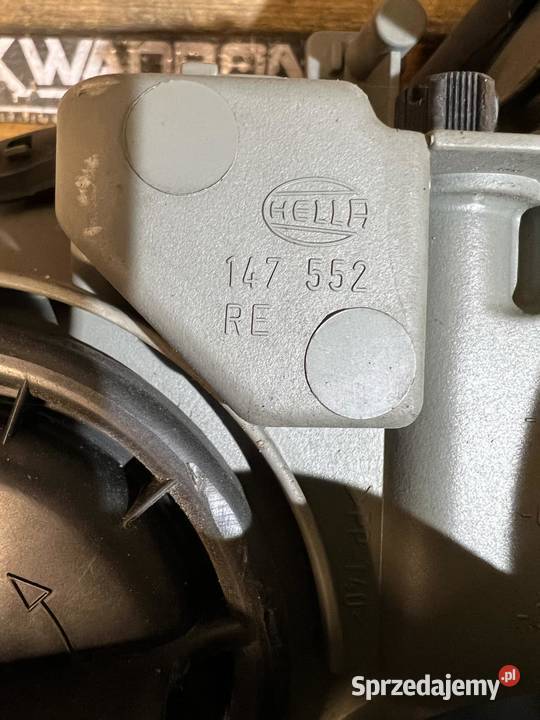 HELLA
147 552
RE
Sprzedajemy.pl